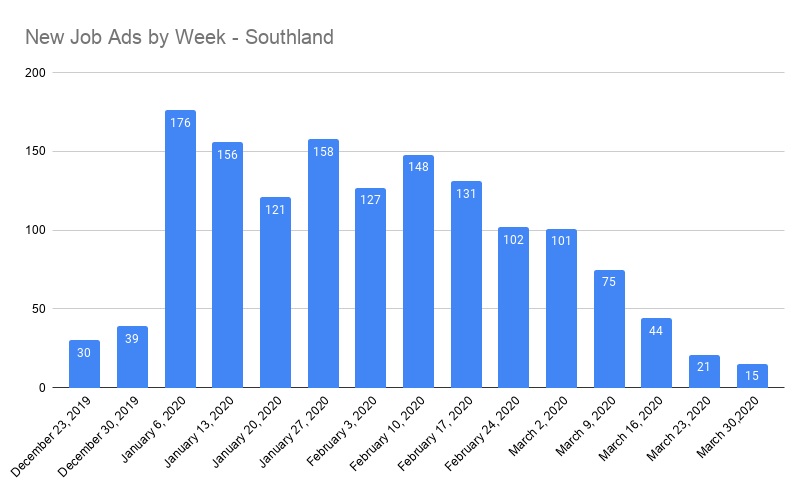 New Job Ads by Week - Southland
200
150
100
50
0
30
39
176
156
121
158
127
148
131
102
101
75
44
21
15
December 23, 2019
December 30, 2019
January 6, 2020
January 13, 2020
January 20, 2020
January 27, 2020
February 3, 2020
February 10, 2020
February 17, 2020
February 24, 2020
March 2, 2020
March 9, 2020
March 16, 2020
March 23, 2020
March 30,2020